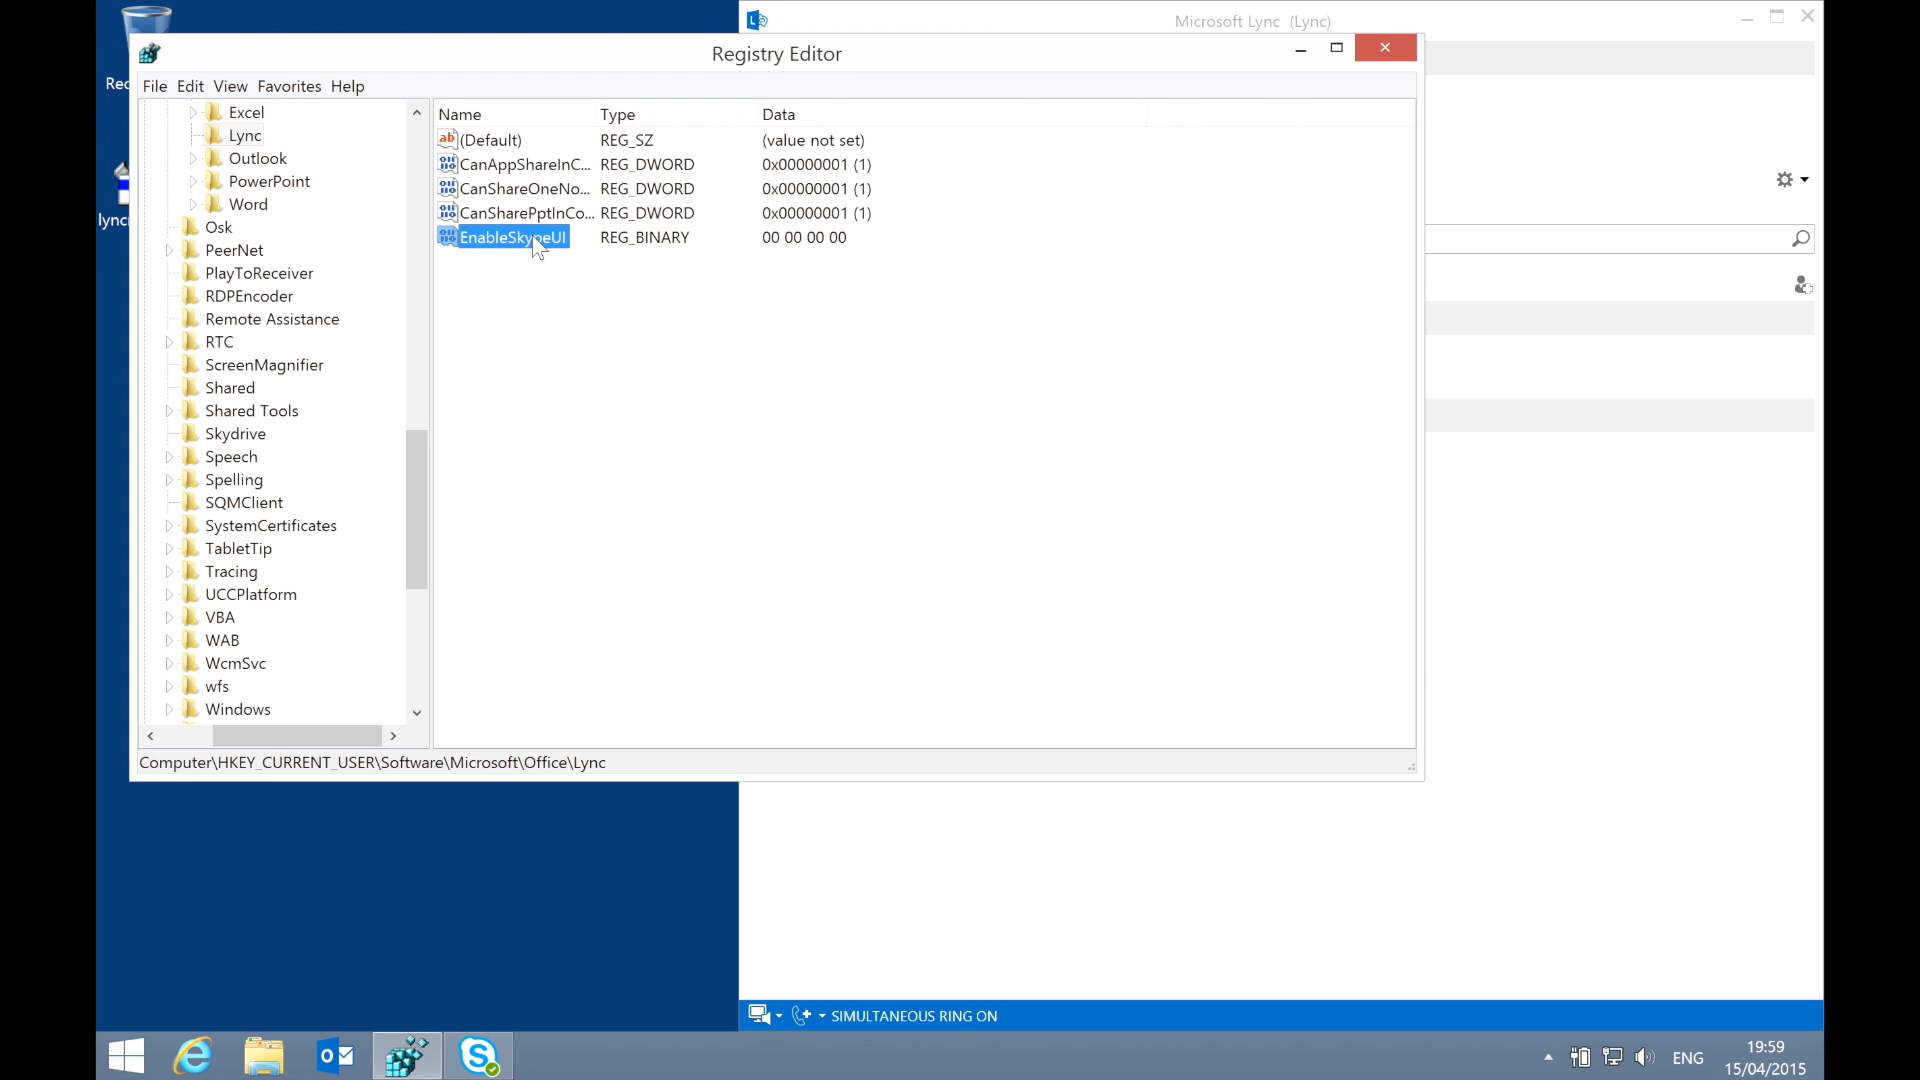 Microsoft Lync (Lync)
Registry Editor
File Edit View Favorites Help
Excel
Lync
Outlook
PowerPoint
Word
Osk
PeerNet
PlayToReceiver
RDPEncoder
Remote Assistance
RTC
ScreenMagnifier
Shared
Shared Tools
Skydrive
Speech
Spelling
SQMClient
SystemCertificates
TabletTip
Tracing
UCCPlatform
VBA
WAB
WcmSvc
wfs
Windows
Name Type Data
(Default) REG_SZ (value not set)
CanAppShareInC... REG_DWORD 0x00000001 (1)
CanShareOneNo... REG_DWORD 0x00000001 (1)
CanSharePptInCo... REG_DWORD 0x00000001 (1)
EnableSkypeUI REG_BINARY 00 00 00 00
Computer\HKEY_CURRENT_USER\Software\Microsoft\Office\Lync
Rec
lync
SIMULTANEOUS RING ON
ENG
19:59
15/04/2015